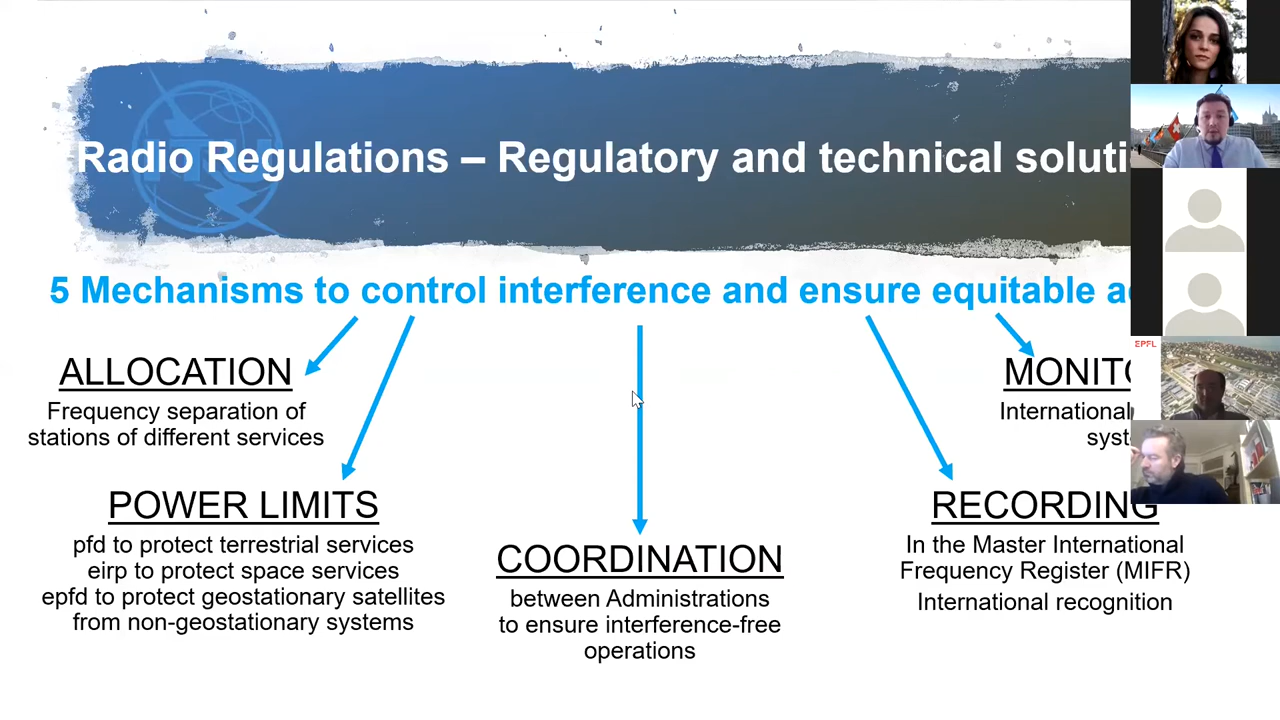 Radio Regulations – Regulatory and technical soluti
5 Mechanisms to control interference and ensure equitable a
ALLOCATION
Frequency separation of
stations of different services
MONITO
International
syst
POWER LIMITS
pfd to protect terrestrial services
eirp to protect space services
epfd to protect geostationary satellites
from non-geostationary systems
COORDINATION
between Administrations
to ensure interference-free
operations
RECORDING
In the Master International
Frequency Register (MIFR)
International recognition
EPFL
ITU